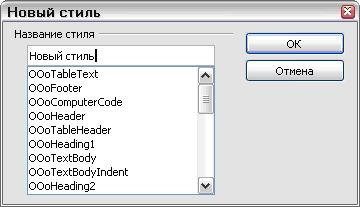 Новый стиль
Название стиля
Новый стиль
OOoTableText
OOoFooter
OOoComputerCode
OOoHeader
OOoTableHeader
OOoHeading1
OOoTextBody
OOoTextBodyIndent
OOoHeading2
OK
Отмена